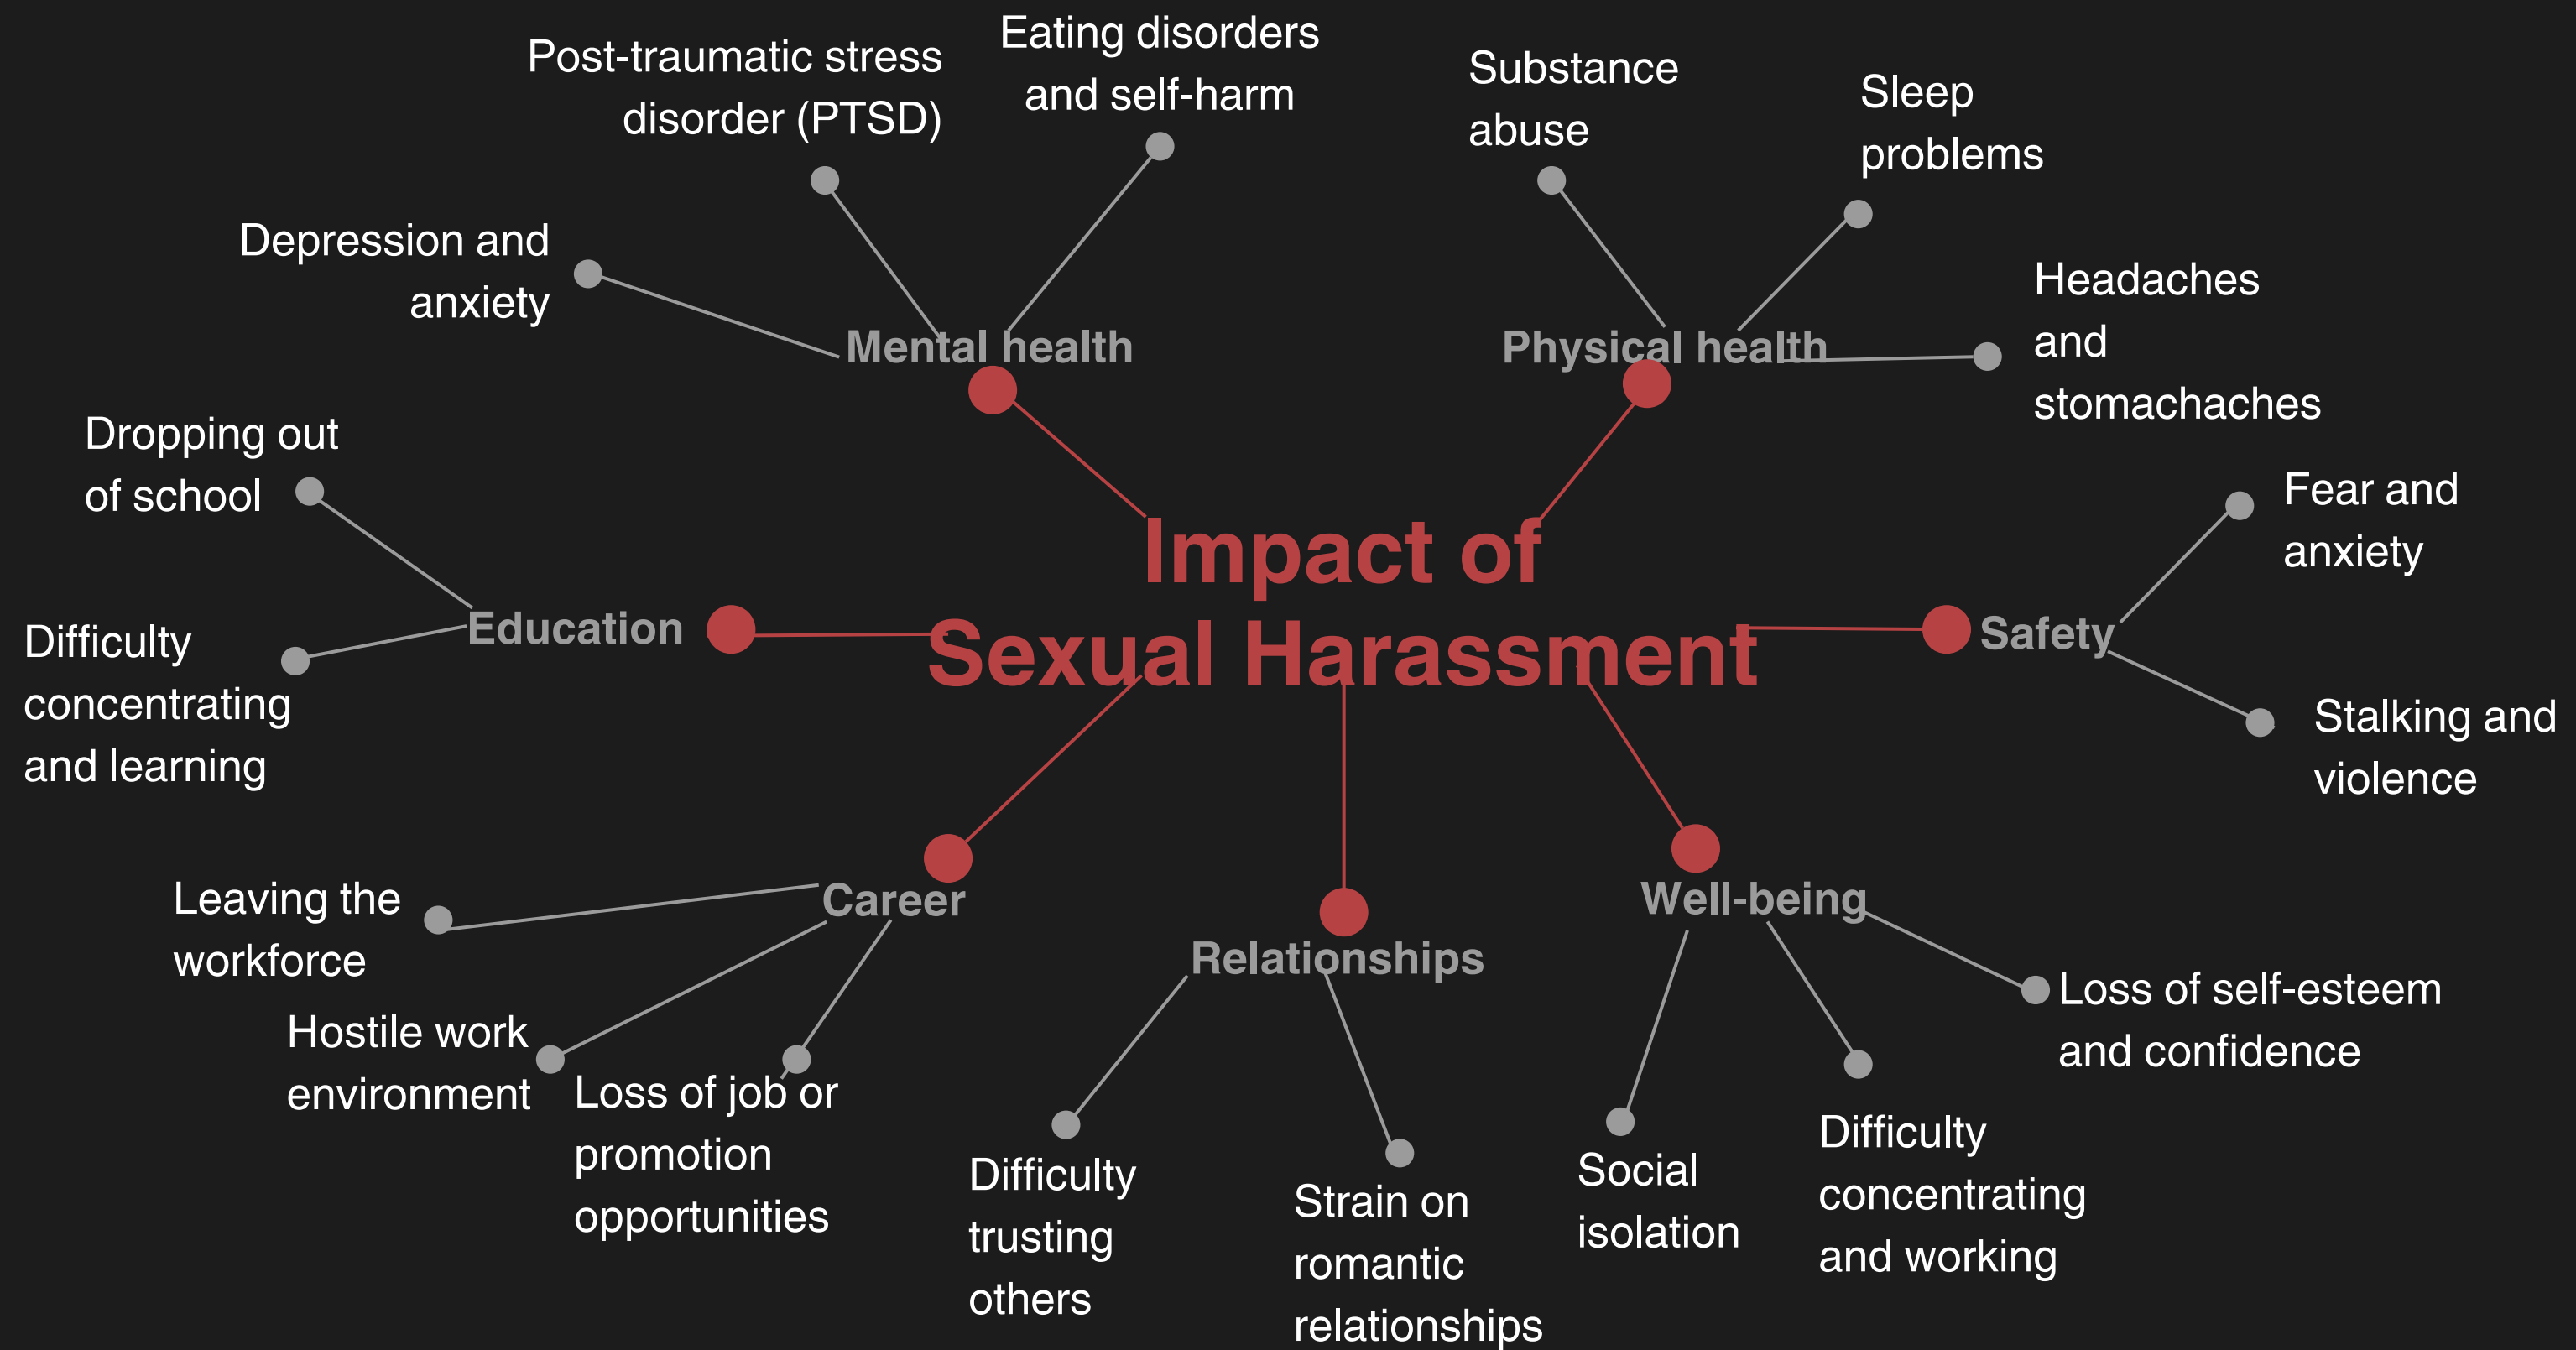 Post-traumatic stress
disorder (PTSD)
Eating disorders
and self-harm
Substance
abuse
Sleep
problems
Depression and
anxiety
Headaches
and
stomachaches
Mental health
Physical health
Dropping out
of school
Fear and
anxiety
Impact of
Sexual Harassment
Education
Safety
Difficulty
concentrating
and learning
Stalking and
violence
Leaving the
workforce
Career
Relationships
Well-being
Hostile work
environment
Loss of job or
promotion
opportunities
Loss of self-esteem
and confidence
Difficulty
trusting
others
Strain on
romantic
relationships
Social
isolation
Difficulty
concentrating
and working